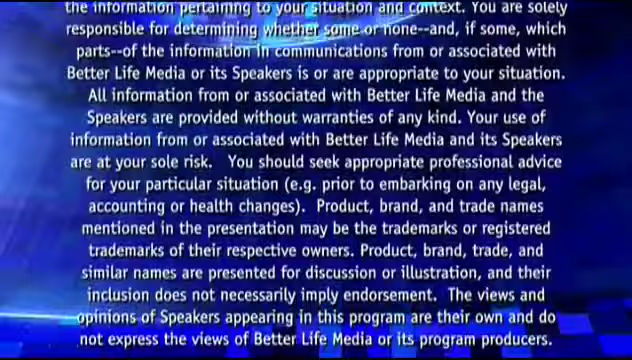 the information pertaining to your situation and context. You are solely
responsible for determining whether some or none--and, if some, which
parts--of the information in communications from or associated with
Better Life Media or its Speakers is or are appropriate to your situation.
All information from or associated with Better Life Media and the
Speakers are provided without warranties of any kind. Your use of
information from or associated with Better Life Media and its Speakers
are at your sole risk. You should seek appropriate professional advice
for your particular situation (e.g. prior to embarking on any legal,
accounting or health changes). Product, brand, and trade names
mentioned in the presentation may be the trademarks or registered
trademarks of their respective owners. Product, brand, trade, and
similar names are presented for discussion or illustration, and their
inclusion does not necessarily imply endorsement. The views and
opinions of Speakers appearing in this program are their own and do
not express the views of Better Life Media or its program producers.